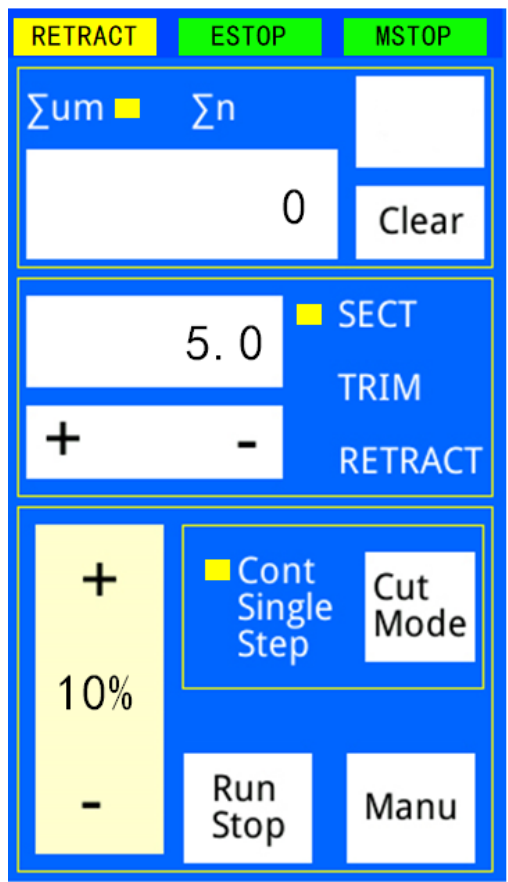 RETRACT ESTOP MSTOP
∑um ∑n
0
Clear
5.0
SECT
TRIM
+ -
RETRACT
+
10%
-
Cont
Single
Step
Cut
Mode
Run
Stop
Manu